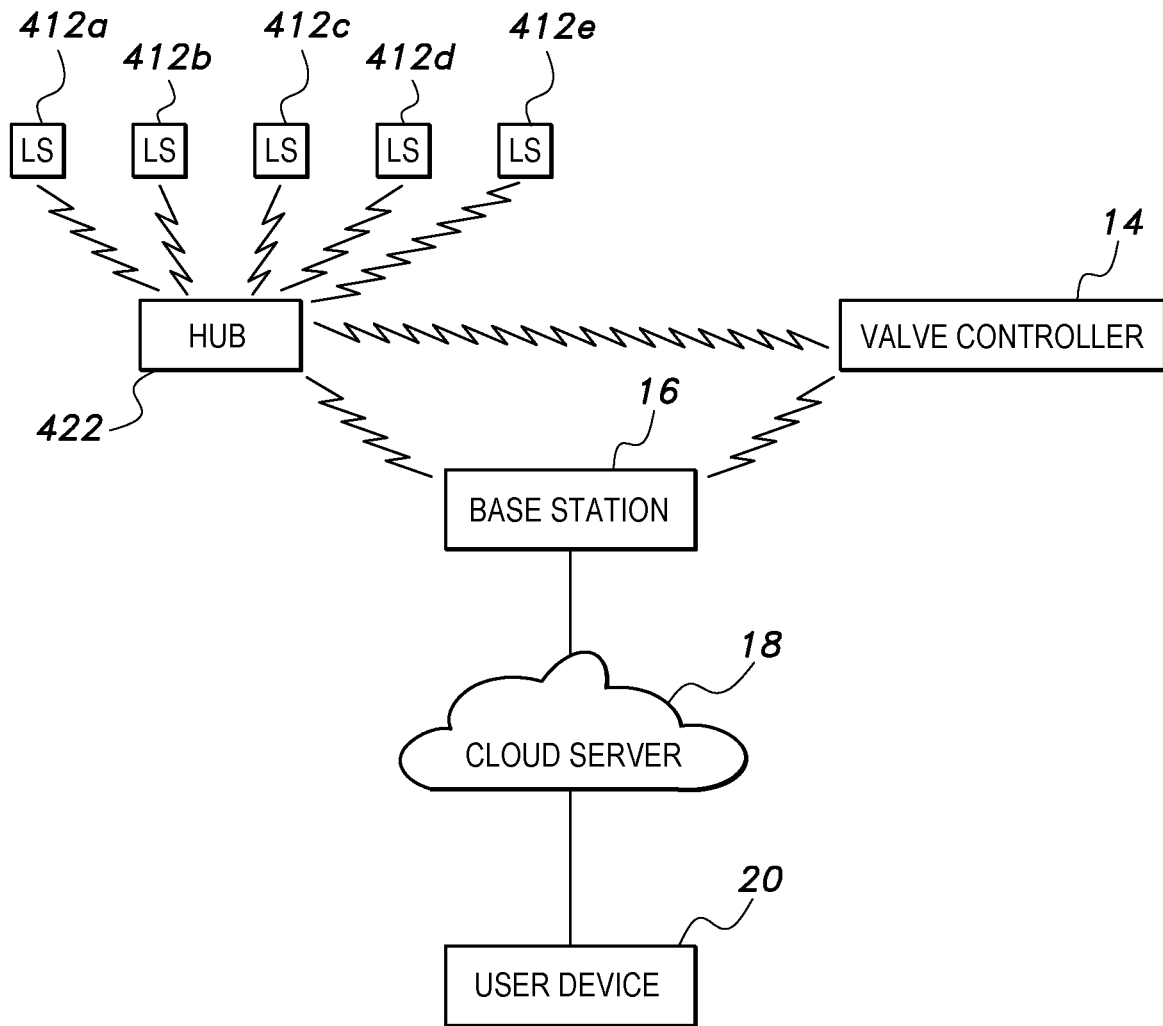 412a
412b
412c
412d
412e
LS
LS
LS
LS
LS
14
HUB
VALVE CONTROLLER
422
16
BASE STATION
18
CLOUD SERVER
20
USER DEVICE